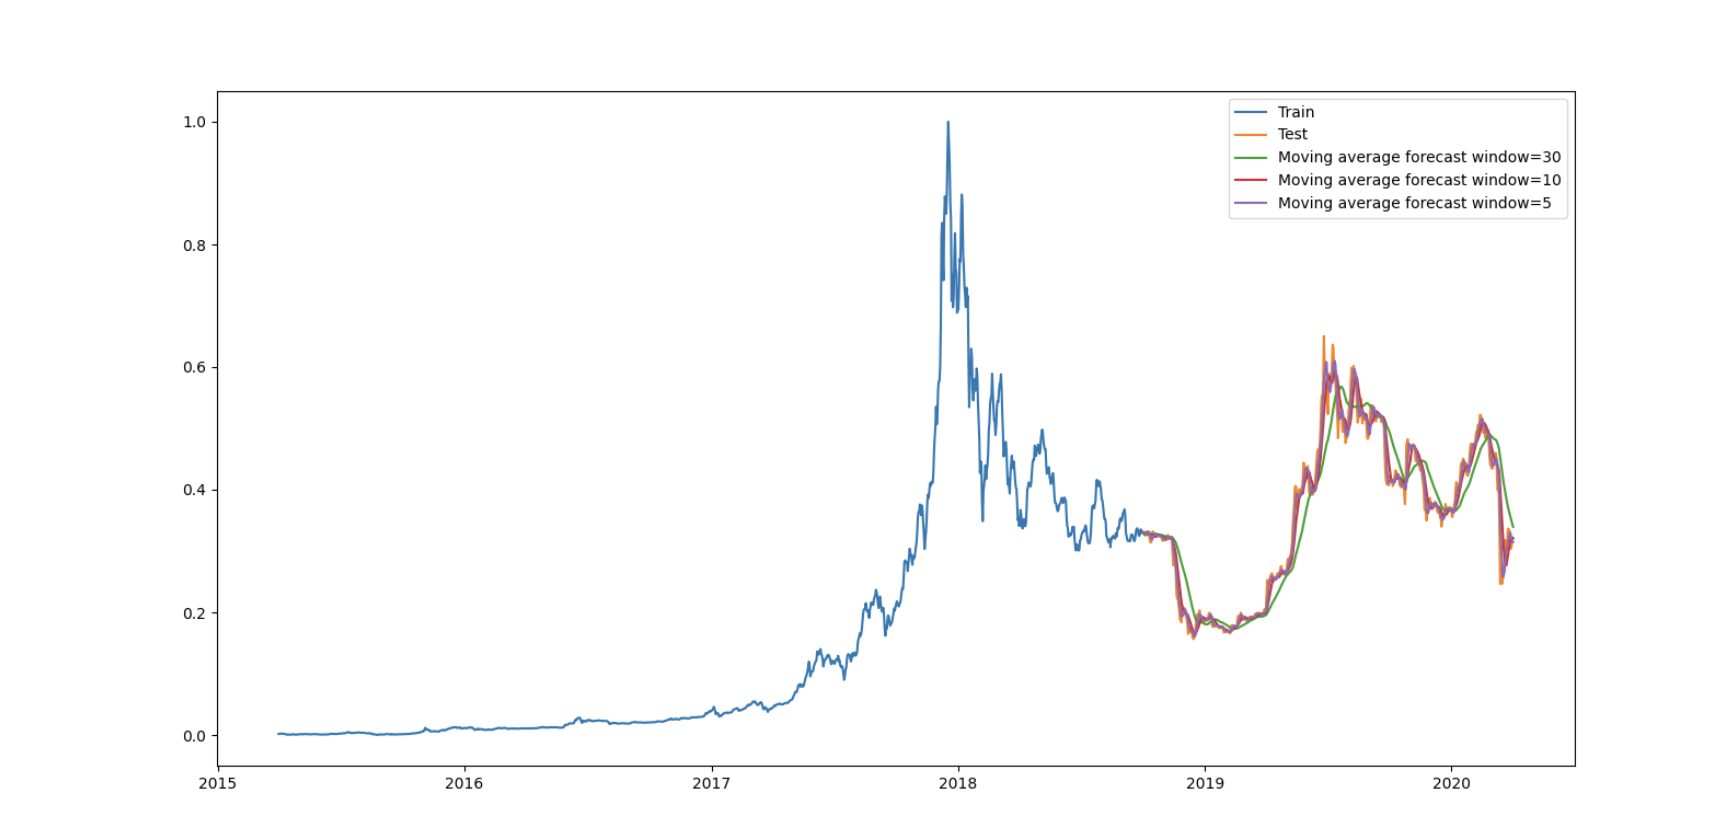 1.0
0.8
0.6
0.4
0.2
0.0
2015 2016 2017 2018 2019 2020
Train
Test
Moving average forecast window=30
Moving average forecast window=10
Moving average forecast window=5